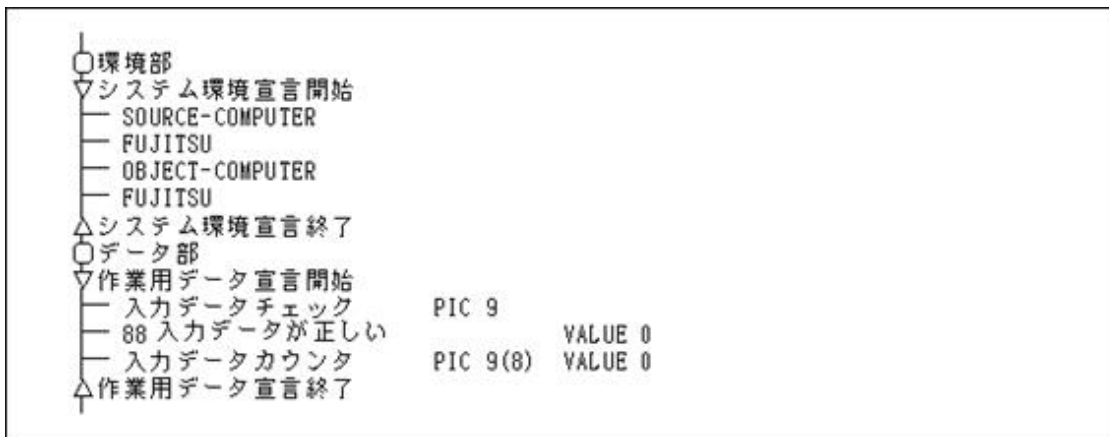 環境部
システム環境宣言開始
SOURCE-COMPUTER
FUJITSU
OBJECT-COMPUTER
FUJITSU
システム環境宣言終了
データ部
作業用データ宣言開始
入力データチェック PIC 9
88 入力データが正しい VALUE 0
入力データカウンタ PIC 9(8) VALUE 0
作業用データ宣言終了